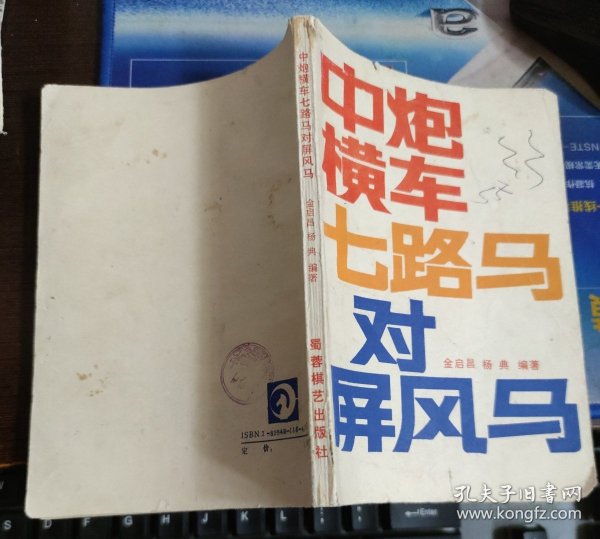 中炮
横车
七路马
对
金启昌 杨典 编著
屏风马
中炮横车七路马对屏风马
金启昌 杨典 编著
蜀蓉棋艺出版社
定价:
Enter
孔夫子旧书网
www.kongfz.com